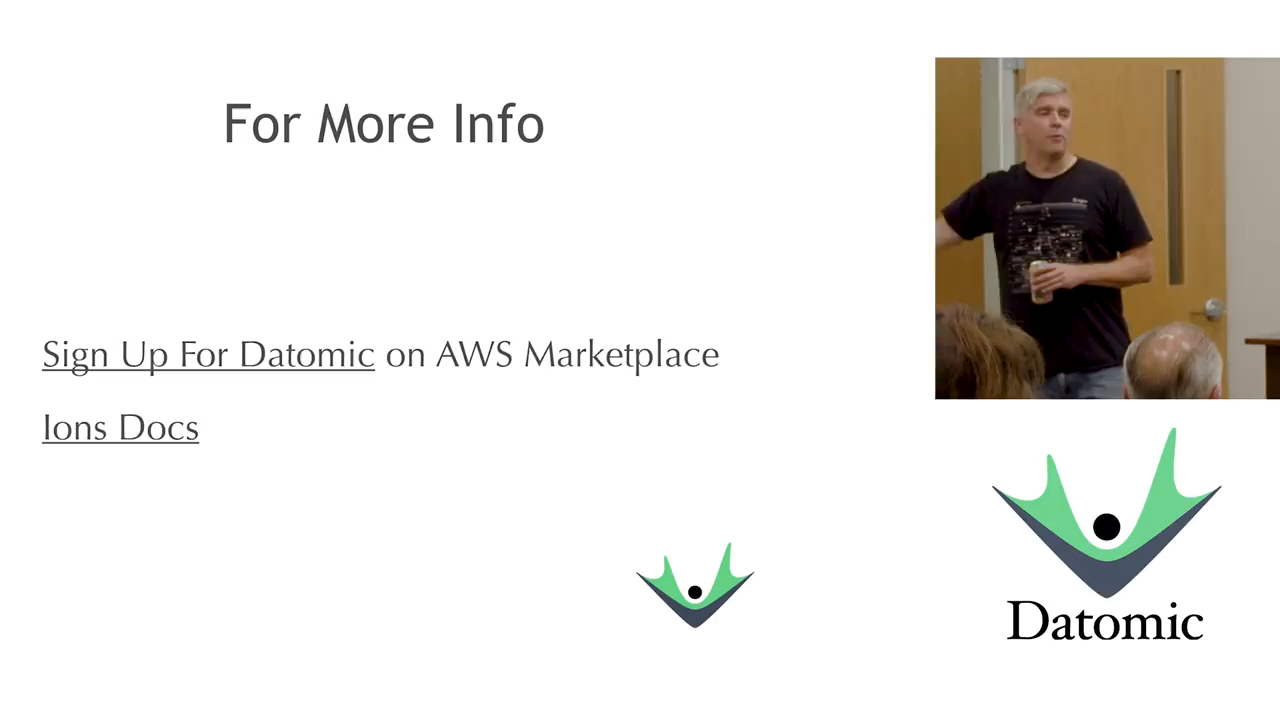 For More Info
Sign Up For Datomic on AWS Marketplace
Ions Docs
Datomic